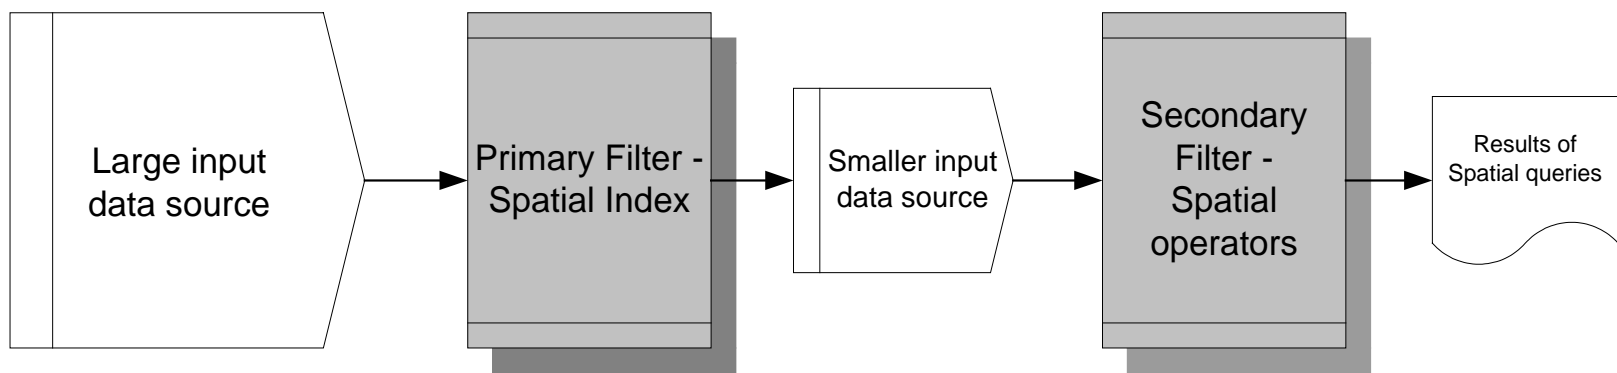 Large input
data source
Primary Filter -
Spatial Index
Smaller input
data source
Secondary
Filter -
Spatial
operators
Results of
Spatial queries